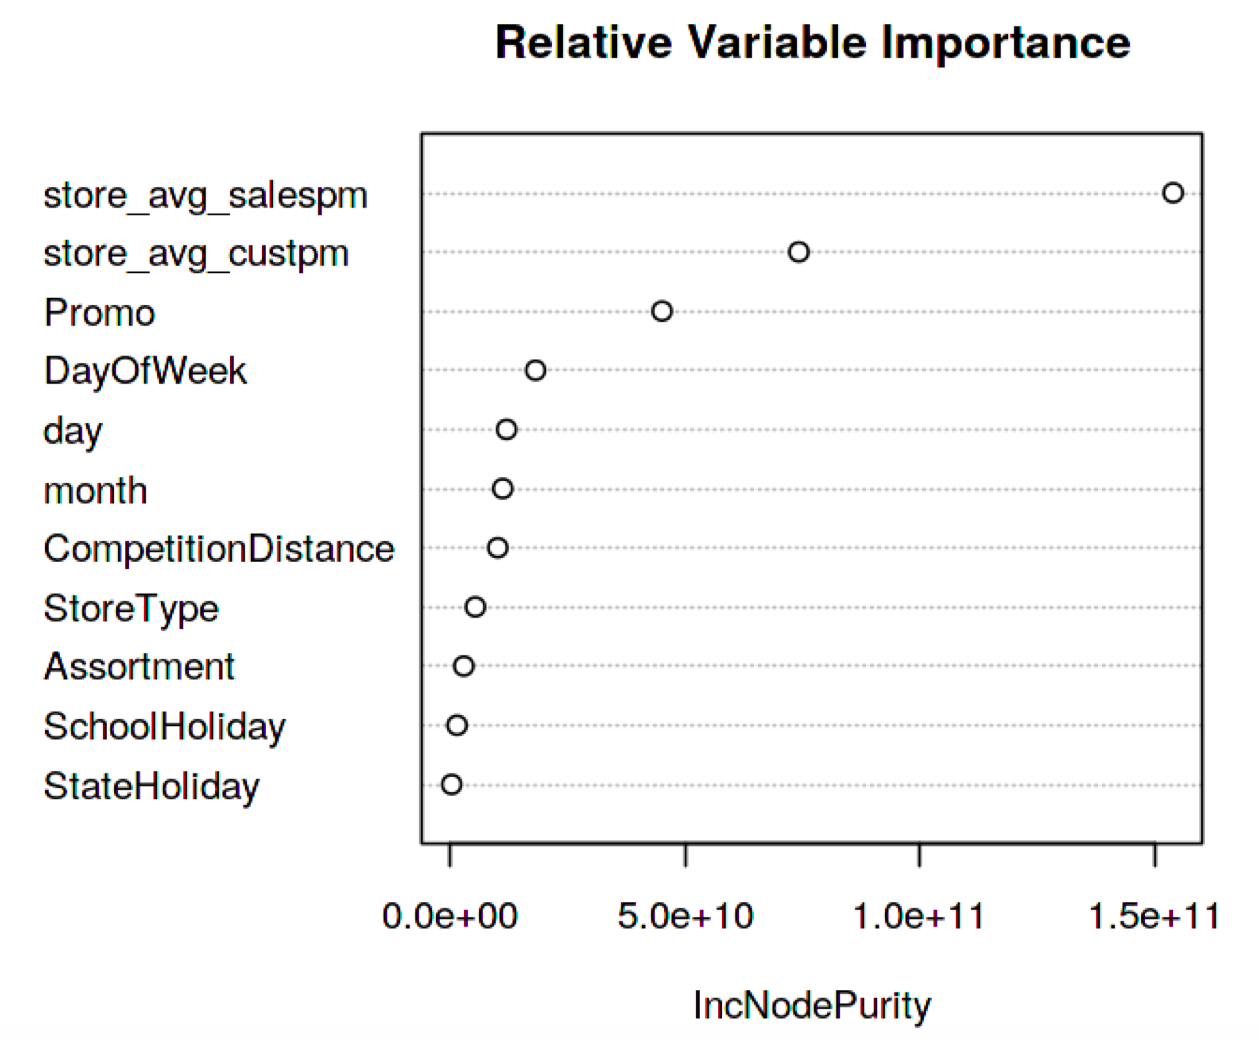 Relative Variable Importance
store_avg_salespm
store_avg_custpm
Promo
DayOfWeek
day
month
CompetitionDistance
StoreType
Assortment
SchoolHoliday
StateHoliday
0.0e+00 5.0e+10 1.0e+11 1.5e+11
IncNodePurity